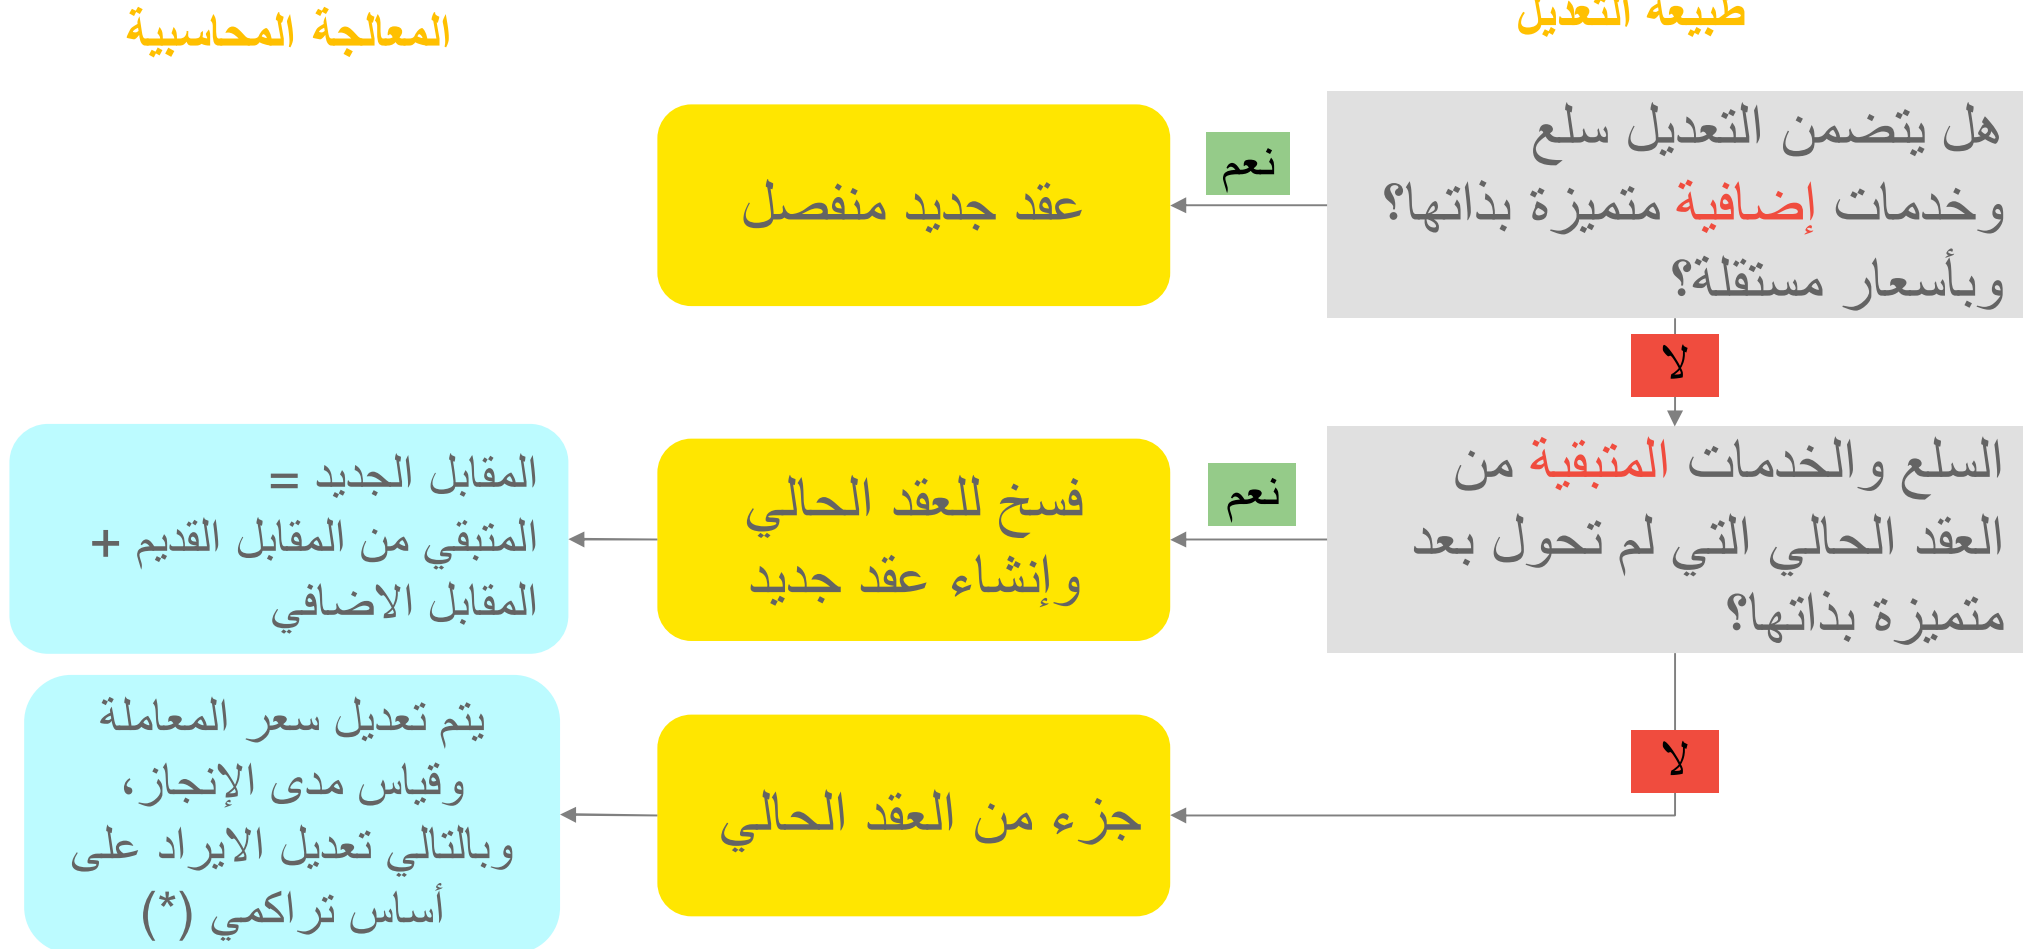 طبيعة التعديل
المعالجة المحاسبية
هل يتضمن التعديل سلع
وخدمات إضافية متميزة بذاتها؟
وبأسعار مستقلة؟
نعم
عقد جديد منفصل
لا
السلع والخدمات المتبقية من
العقد الحالي التي لم تحول بعد
متميزة بذاتها؟
نعم
فسخ للعقد الحالي
وإنشاء عقد جديد
المقابل الجديد =
المتبقي من المقابل القديم +
المقابل الاضافي
لا
جزء من العقد الحالي
يتم تعديل سعر المعاملة
وقياس مدى الإنجاز،
وبالتالي تعديل الايراد على
أساس تراكمي (*)